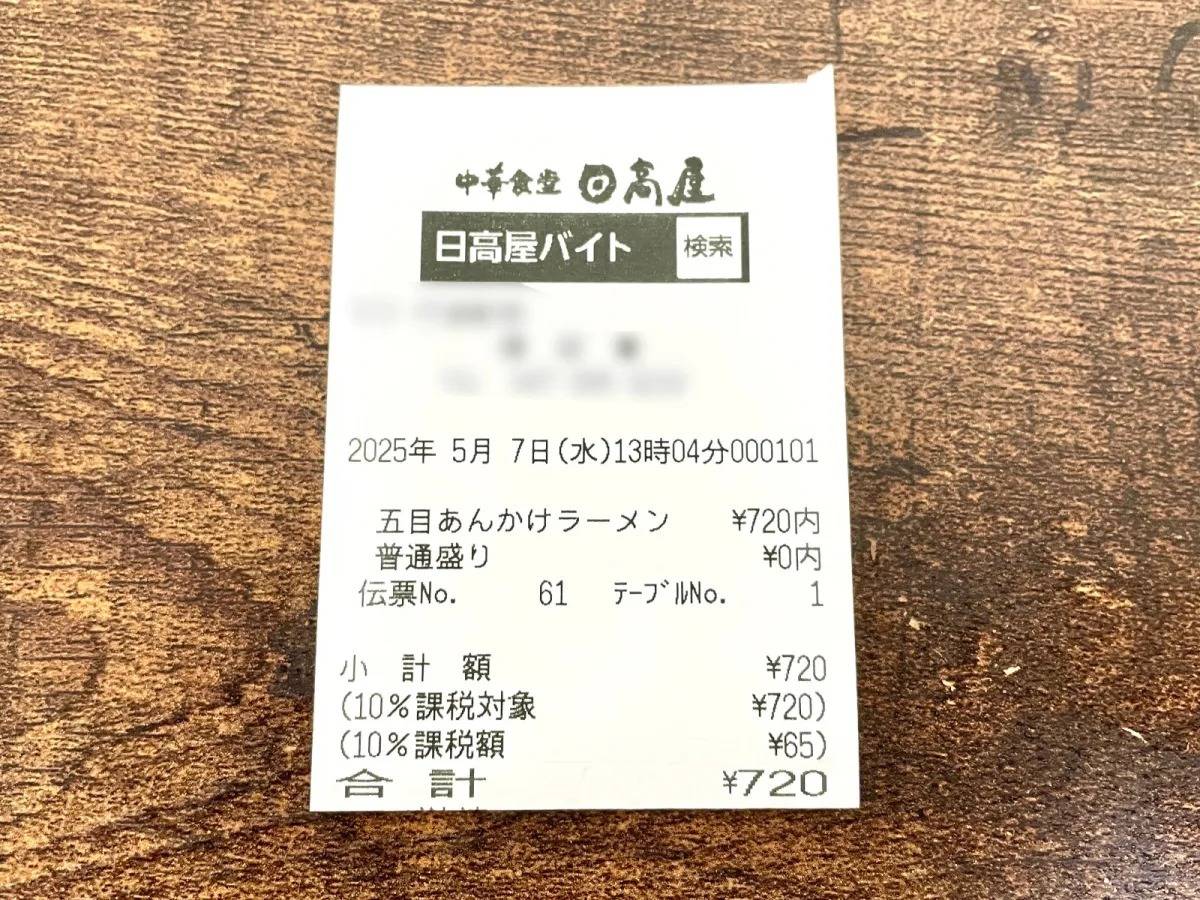 中華食堂 日高屋
日高屋バイト 検索
2025年 5月 7日(水)13時04分000101
五目あんかけラーメン ¥720内
普通盛り ¥0内
伝票No. 61 ﾃｰﾌﾞﾙNo. 1
小 計 額 ¥720
(10%課税対象 ¥720)
(10%課税額 ¥65)
合 計 ¥720